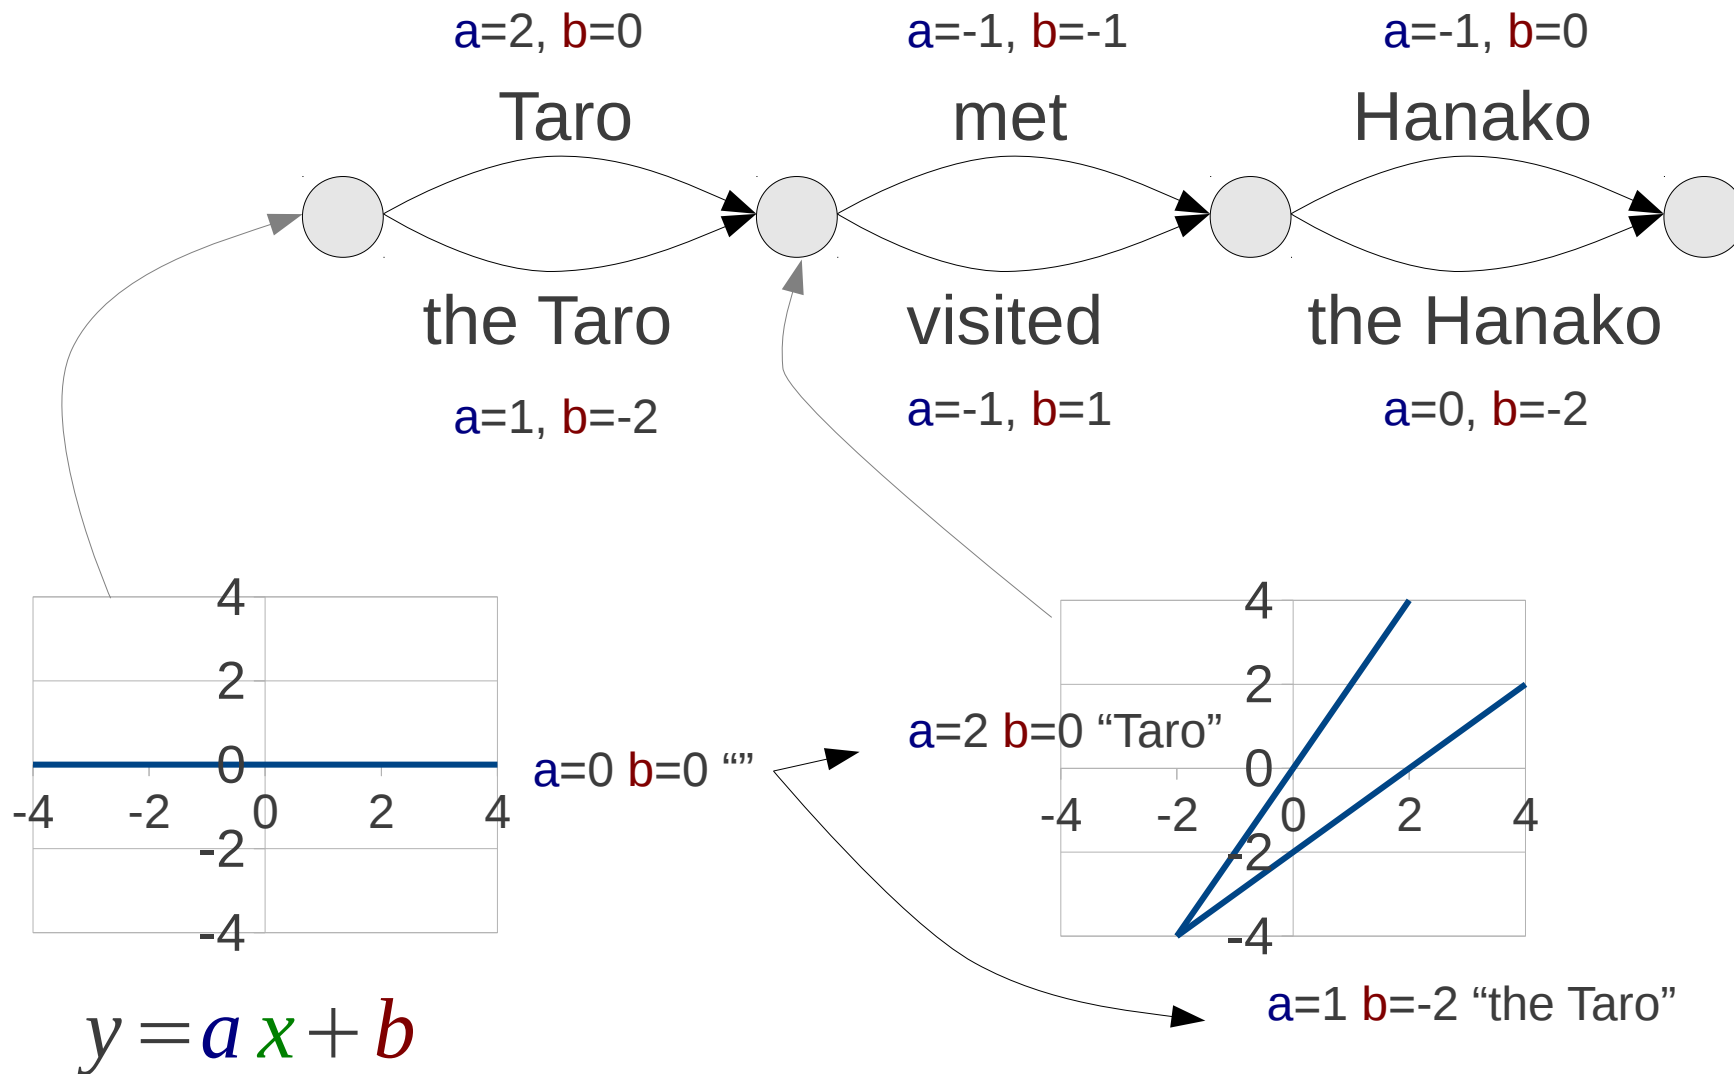 a=2, b=0 a=-1, b=-1 a=-1, b=0
Taro met Hanako
the Taro visited the Hanako
a=1, b=-2 a=-1, b=1 a=0, b=-2
4
2
0
-4 -2 0 2 4
-2
-4
a=0 b=0 “”
a=2 b=0 “Taro”
4
2
0
-4 -2 0 2 4
-2
-4
a=1 b=-2 “the Taro”
y=a x+b